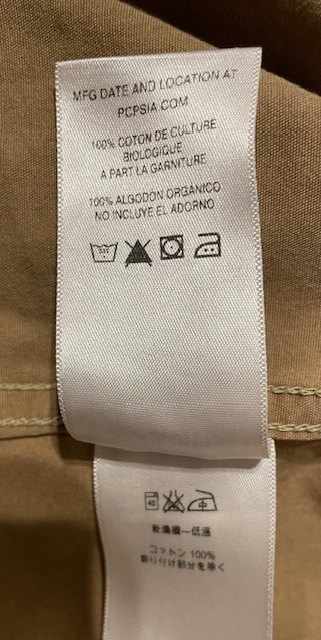 MFG DATE AND LOCATION AT
PCPSIA.COM
100% COTON DE CULTURE
BIOLOGIQUE
A PART LA GARNITURE
100% ALGODON ORGANICO
NO INCLUYE EL ADORNO
40 中
乾燥機—低温
コットン 100%
飾り付け部分を除く